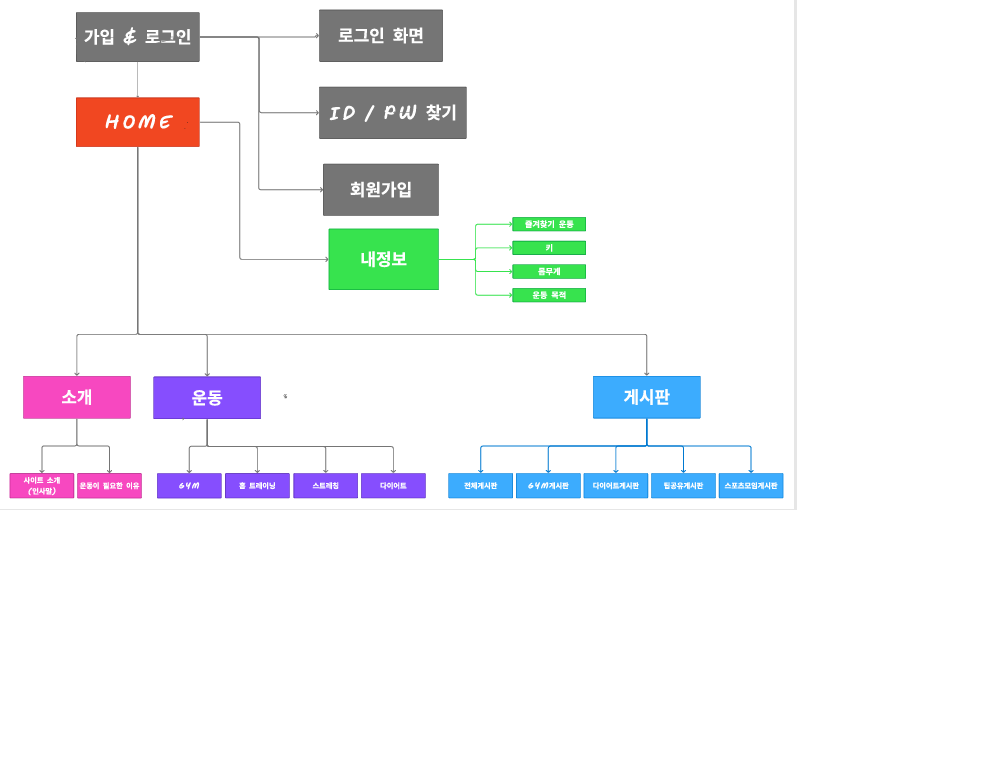 가입 & 로그인
로그인 화면
HOME
ID / PW 찾기
회원가입
내정보
즐겨찾기 운동
키
몸무게
운동 목적
소개
운동
게시판
사이트 소개
(인사말)
운동이 필요한 이유
GYM
홈 트레이닝
스트레칭
다이어트
전체게시판
GYM게시판
다이어트게시판
팁공유게시판
스포츠모임게시판